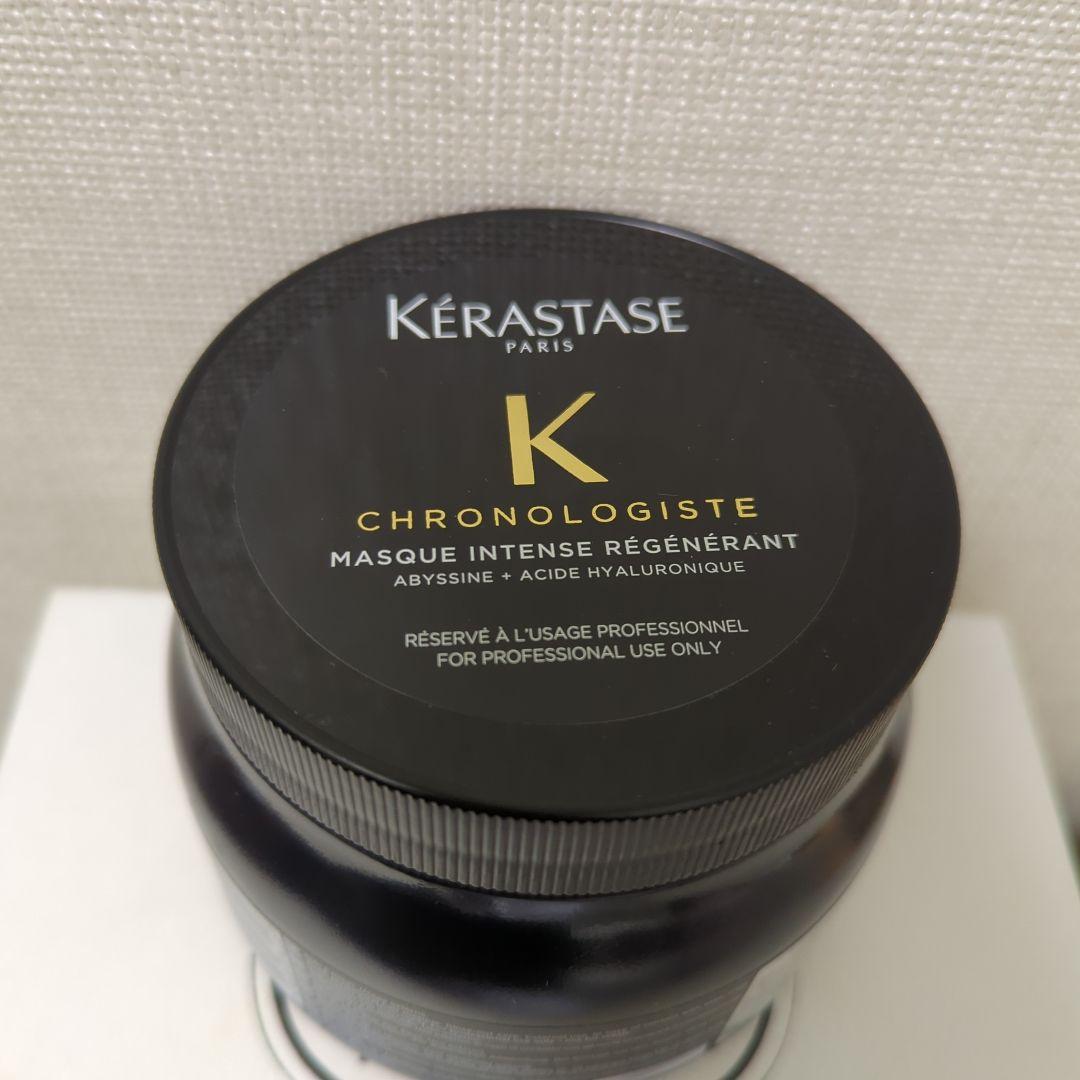 KÉRASTASE
PARIS
K
CHRONOLOGISTE
MASQUE INTENSE RÉGÉNÉRANT
ABYSSINE + ACIDE HYALURONIQUE
RÉSERVÉ À L'USAGE PROFESSIONNEL
FOR PROFESSIONAL USE ONLY